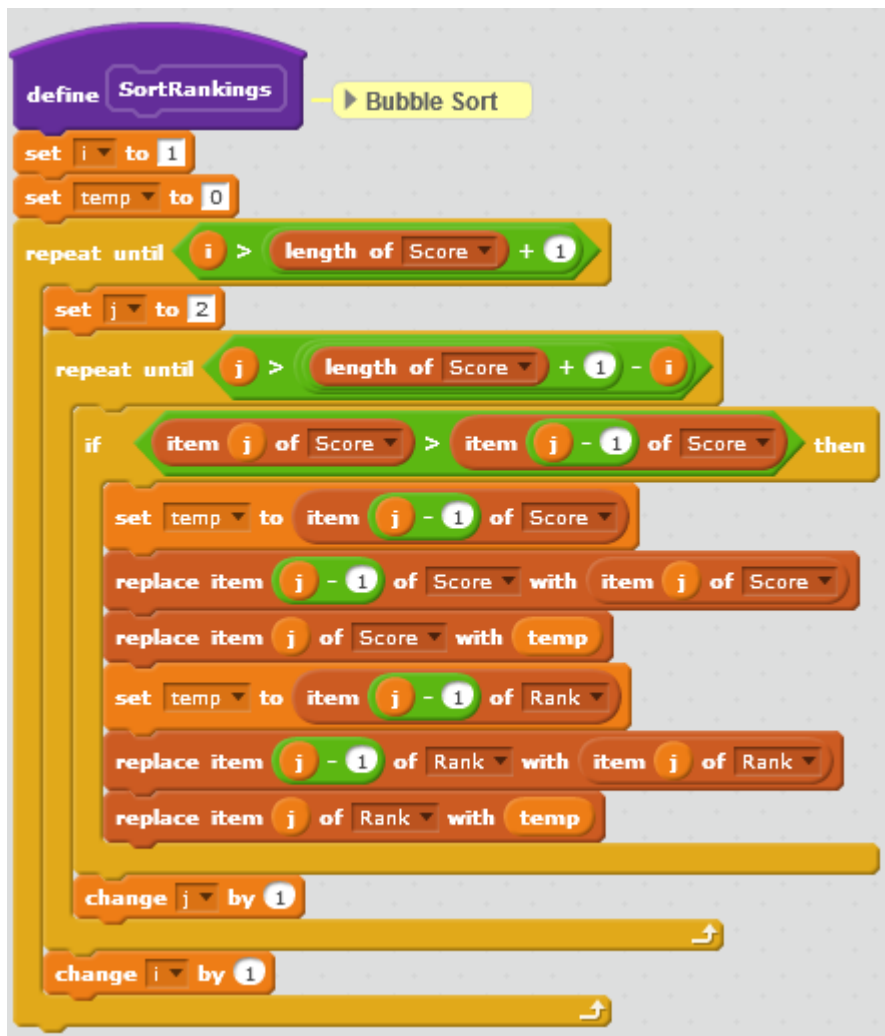 define SortRankings
Bubble Sort
set i to 1
set temp to 0
repeat until i > length of Score + 1
set j to 2
repeat until j > length of Score + 1 - i
if item j of Score > item j - 1 of Score then
set temp to item j - 1 of Score
replace item j - 1 of Score with item j of Score
replace item j of Score with temp
set temp to item j - 1 of Rank
replace item j - 1 of Rank with item j of Rank
replace item j of Rank with temp
change j by 1
change i by 1